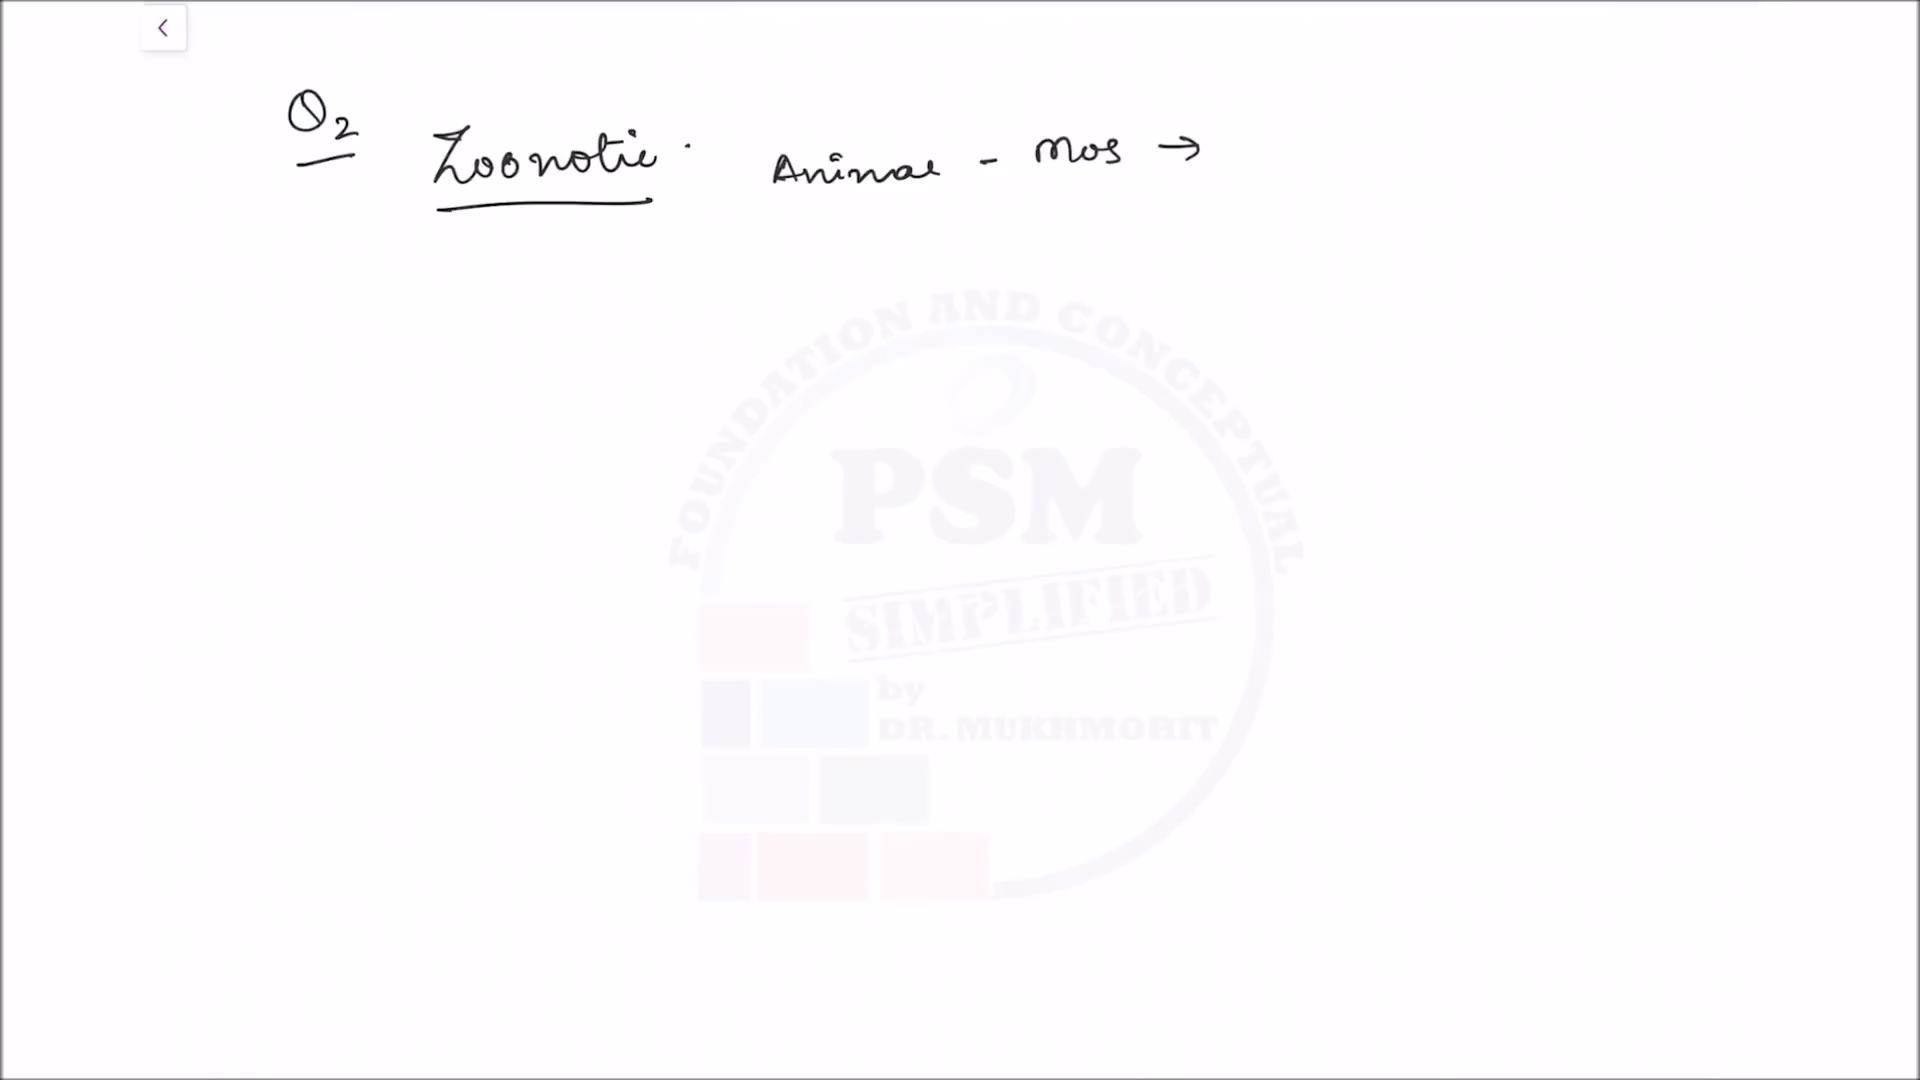 Q2 Zoonotic . Animal - Mos →
FOUNDATION AND CONCEPTUAL
PSM
SIMPLIFIED
by
DR. MUKHMOHIT